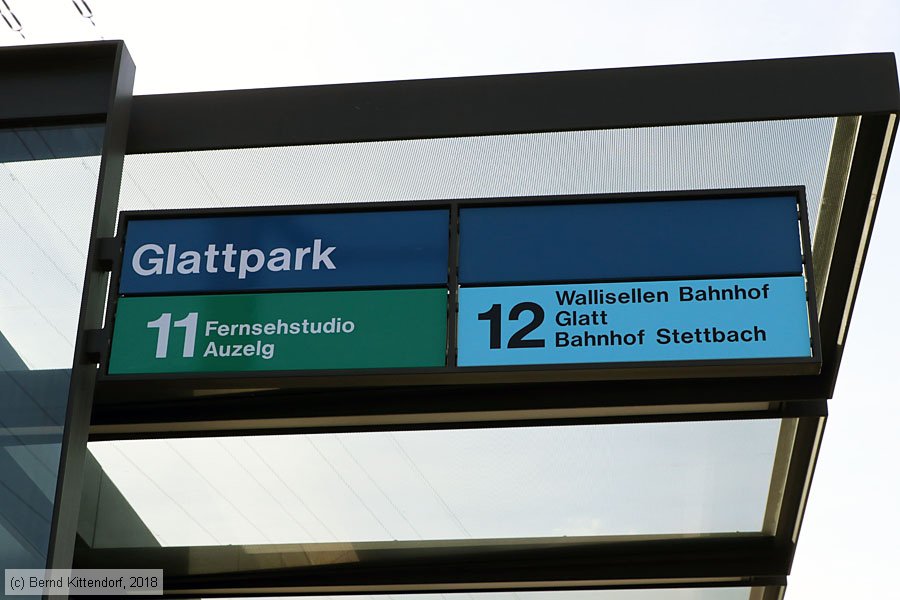 Glattpark
11 Fernsehstudio
Auzelg
12 Wallisellen Bahnhof
Glatt
Bahnhof Stettbach
(c) Bernd Kittendorf, 2018